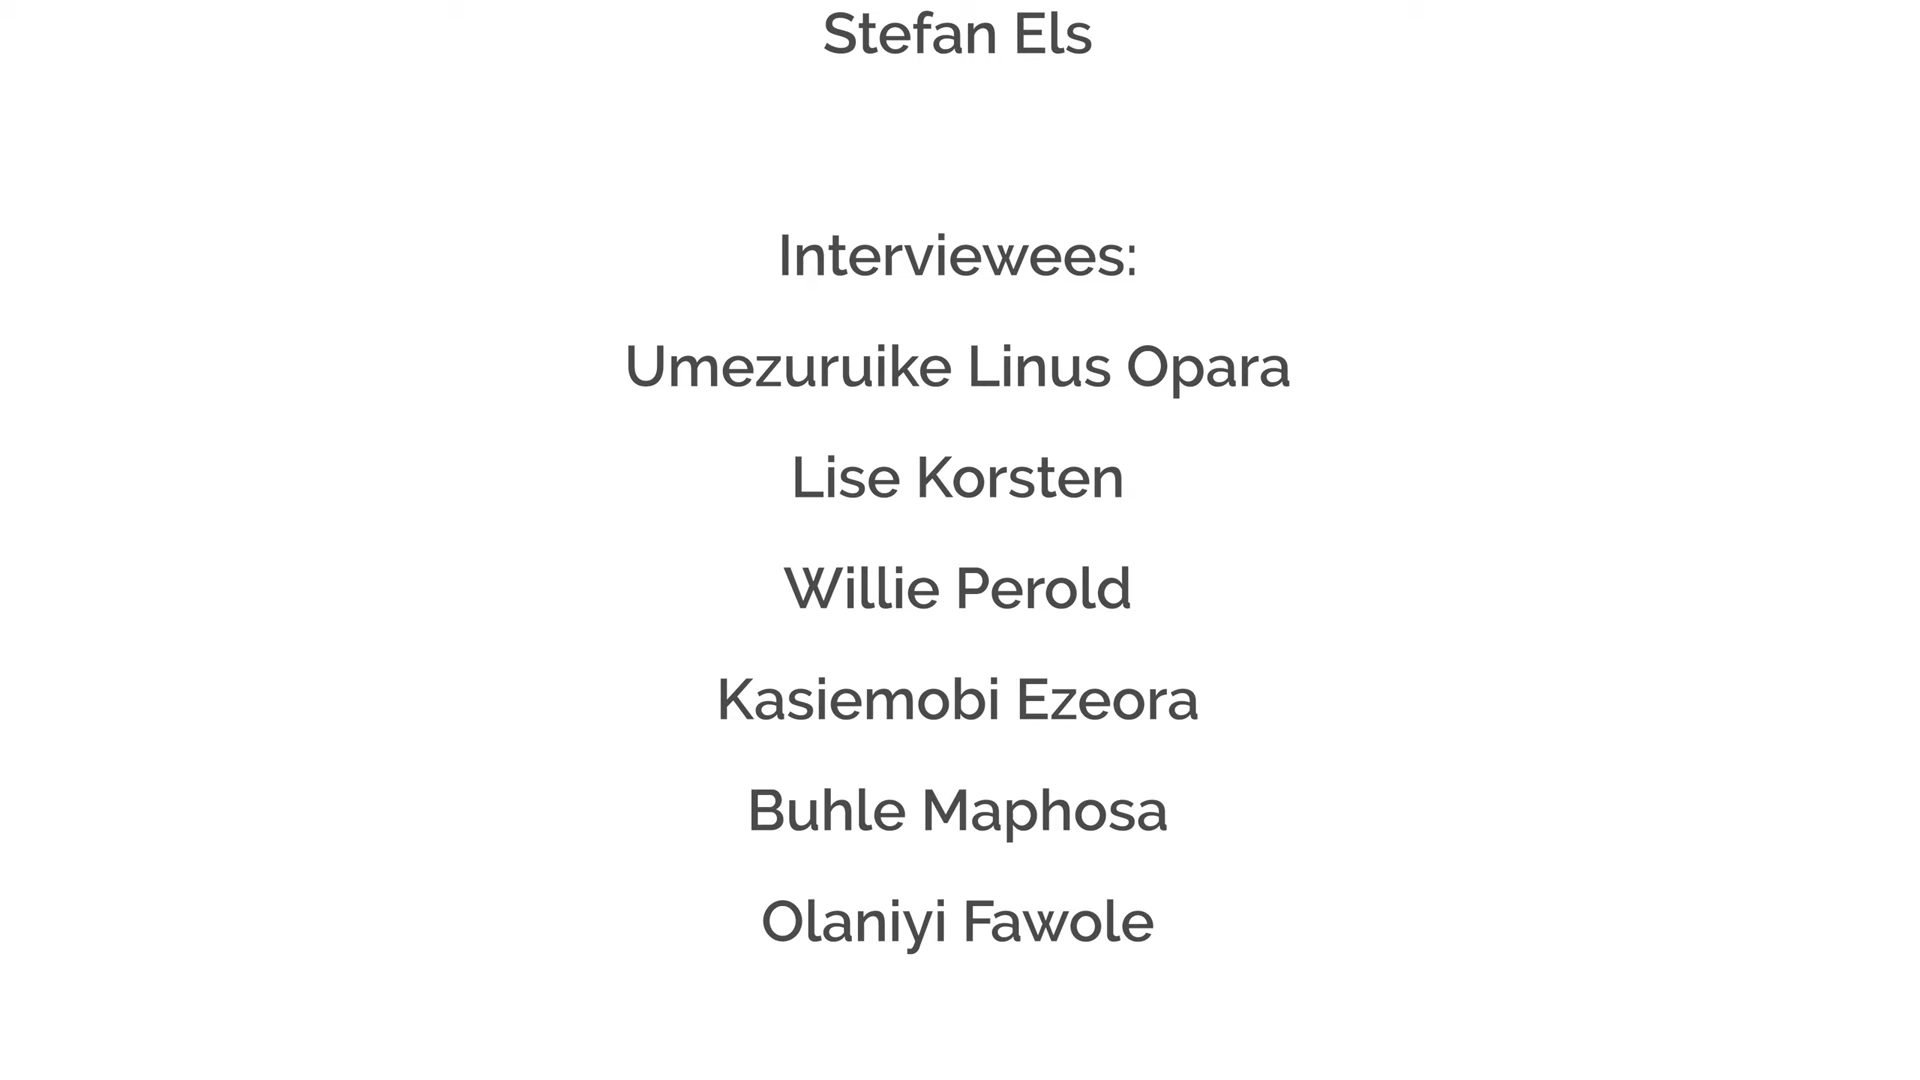 Stefan Els
Interviewees:
Umezuruike Linus Opara
Lise Korsten
Willie Perold
Kasiemobi Ezeora
Buhle Maphosa
Olaniyi Fawole